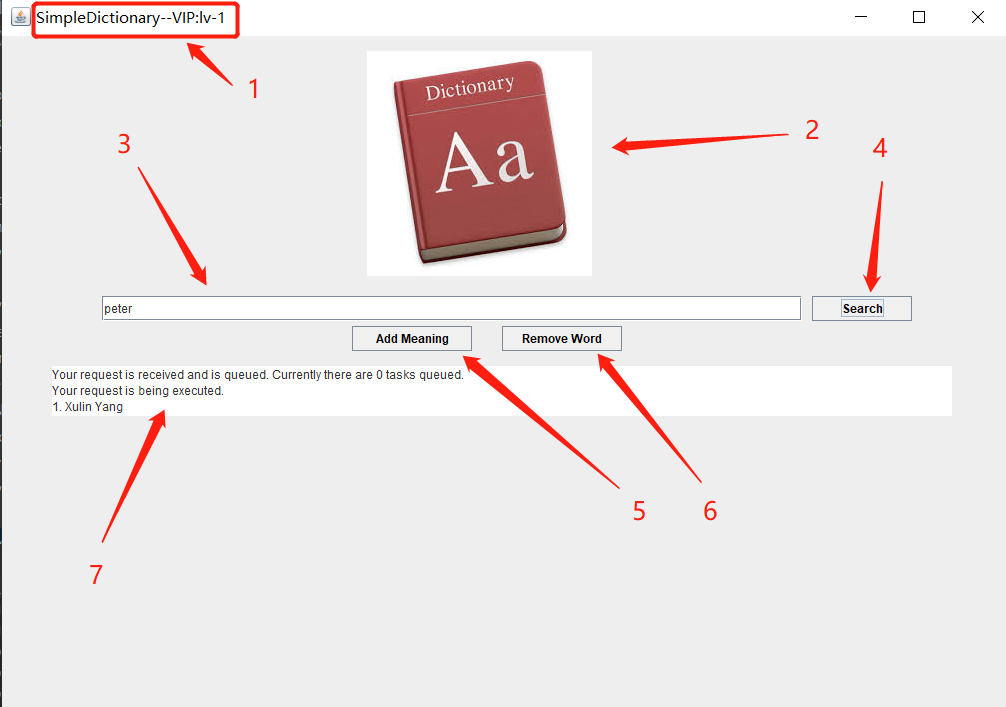 SimpleDictionary--VIP:lv-1
1
Dictionary
Aa
2
3
4
peter
Search
Add Meaning
Remove Word
Your request is received and is queued. Currently there are 0 tasks queued.
Your request is being executed.
1. Xulin Yang
5
6
7